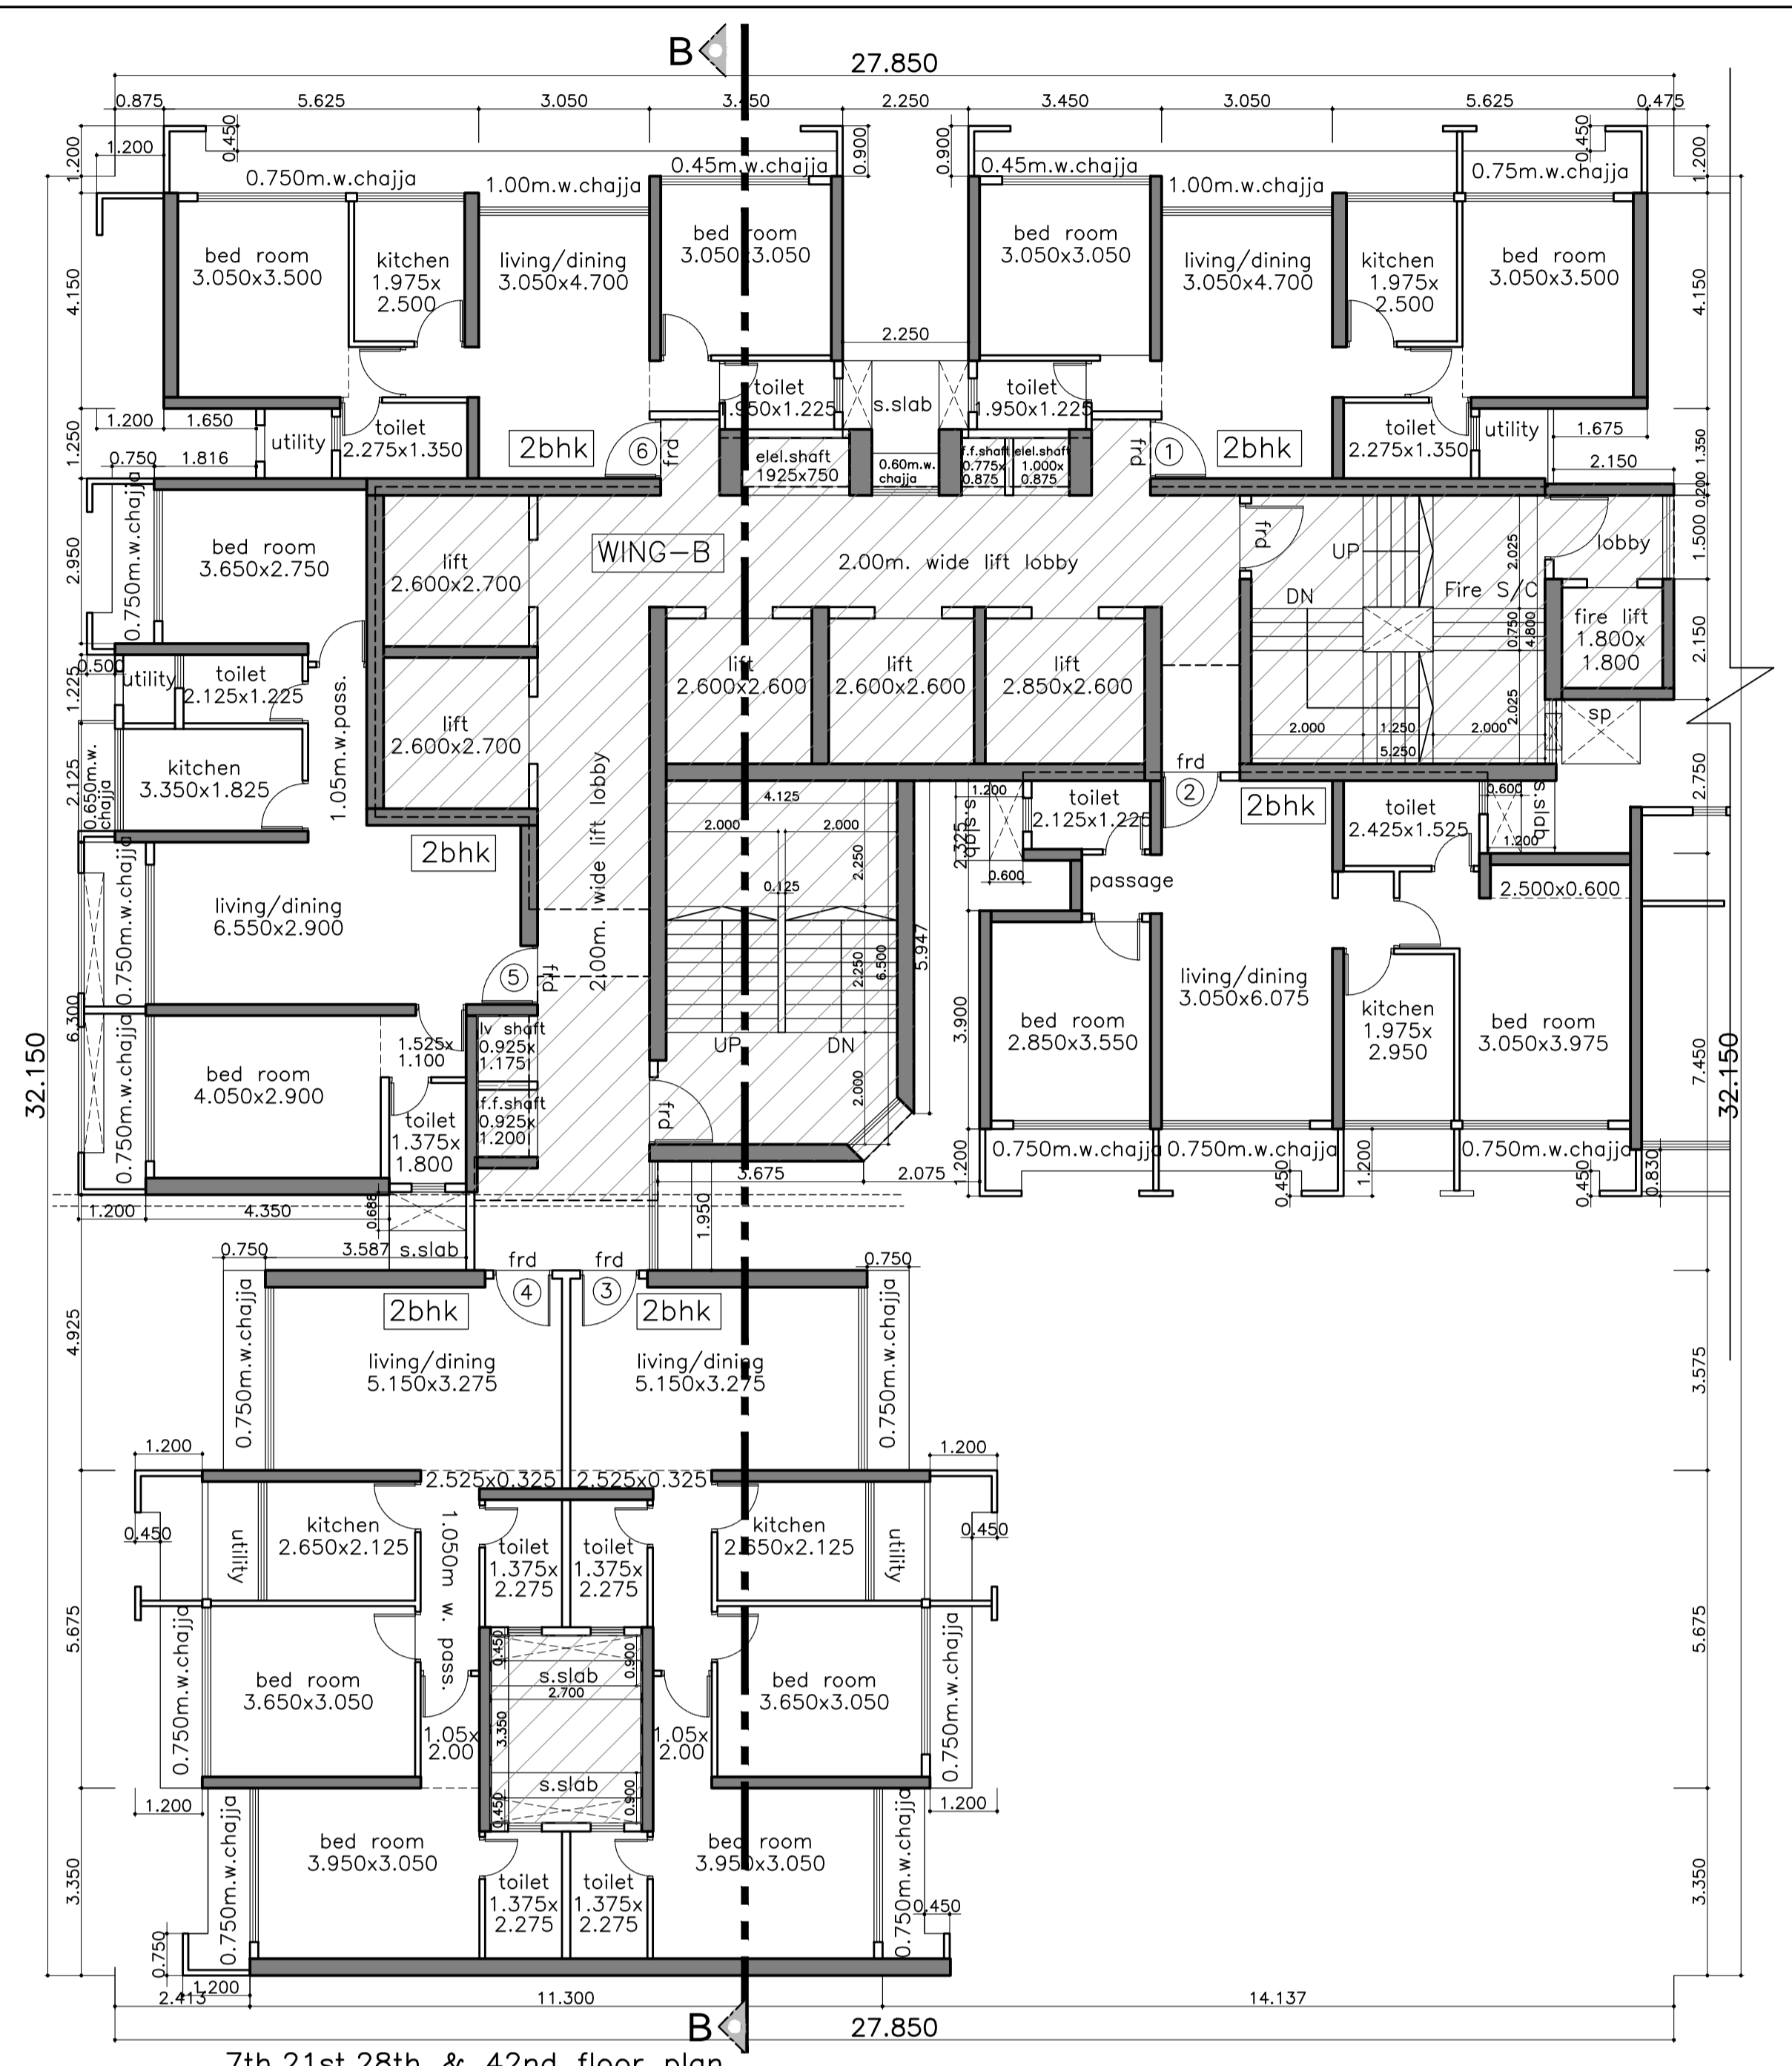 B
27.850
0.875 5.625 3.050 3.450 2.250 3.450 3.050 5.625 0.475
1.200 1.200 0.450 0.900 0.900 0.450 1.200
0.750m.w.chajja 1.00m.w.chajja 0.45m.w.chajja 0.45m.w.chajja 1.00m.w.chajja 0.75m.w.chajja
4.150
bed room
3.050x3.500
kitchen
1.975x
2.500
living/dining
3.050x4.700
bed room
3.050x3.050
bed room
3.050x3.050
living/dining
3.050x4.700
kitchen
1.975x
2.500
bed room
3.050x3.500
4.150
2.250
toilet
1.950x1.225
s.slab
toilet
1.950x1.225
1.250
1.200 1.650
utility
toilet
2.275x1.350
2bhk
6
frd
elel.shaft
1925x750
0.60m.w.
chajja
f.f.shaft
0.775x
0.875
elel.shaft
1.000x
0.875
frd
1
2bhk
toilet
2.275x1.350
utility
1.675
2.150
1.350
0.200
0.750 1.816
2.950
0.750m.w.chajja
bed room
3.650x2.750
lift
2.600x2.700
WING-B
2.00m. wide lift lobby
frd
UP
DN
2.025
Fire S/C
0.750
4.800
2.025
2.000 1.250 2.000
5.250
lobby
1.500
fire lift
1.800x
1.800
2.150
sp
0.500
1.225
utility
toilet
2.125x1.225
1.05m.w.pass.
lift
2.600x2.700
lift
2.600x2.600
lift
2.600x2.600
lift
2.850x2.600
2.125
0.650m.w.
chajja
kitchen
3.350x1.825
2.00m. wide lift lobby
frd
2
2bhk
2.750
2bhk
4.125
2.000 2.000
2.250
0.125
2.250
6.500
2.000
5.947
UP DN
1.200
s.slab
2.325
0.600
toilet
2.125x1.225
passage
toilet
2.425x1.525
0.600
s.slab
1.200
2.500x0.600
6.300
0.750m.w.chajja
living/dining
6.550x2.900
5
frd
3.900
bed room
2.850x3.550
living/dining
3.050x6.075
kitchen
1.975x
2.950
bed room
3.050x3.975
7.450
32.150
32.150
0.750m.w.chajja
bed room
4.050x2.900
1.525x
1.100
toilet
1.375x
1.800
lv shaft
0.925x
1.175
f.f.shaft
0.925x
1.200
frd
1.200
0.750m.w.chajja 0.750m.w.chajja 0.750m.w.chajja
0.450 1.200 0.450 0.830
3.675 2.075
1.200 4.350 0.688
1.950
0.750 3.587 s.slab
frd frd
4 3
0.750
2bhk 2bhk
4.925
0.750m.w.chajja
living/dining
5.150x3.275
living/dining
5.150x3.275
0.750m.w.chajja
3.575
1.200 1.200
2.525x0.325 2.525x0.325
0.450
utility
kitchen
2.650x2.125
1.050m w. pass.
toilet
1.375x
2.275
toilet
1.375x
2.275
kitchen
2.650x2.125
utility
0.450
5.675
0.750m.w.chajja
bed room
3.650x3.050
0.450
s.slab
0.900
2.700
3.350
s.slab
0.450
0.900
1.05x
2.00
1.05x
2.00
bed room
3.650x3.050
0.750m.w.chajja
5.675
1.200 1.200
3.350
0.750m.w.chajja
bed room
3.950x3.050
toilet
1.375x
2.275
toilet
1.375x
2.275
bed room
3.950x3.050
0.750m.w.chajja
0.450
3.350
0.750
1.200
2.413 11.300 14.137
B
27.850
7th,21st,28th & 42nd floor plan